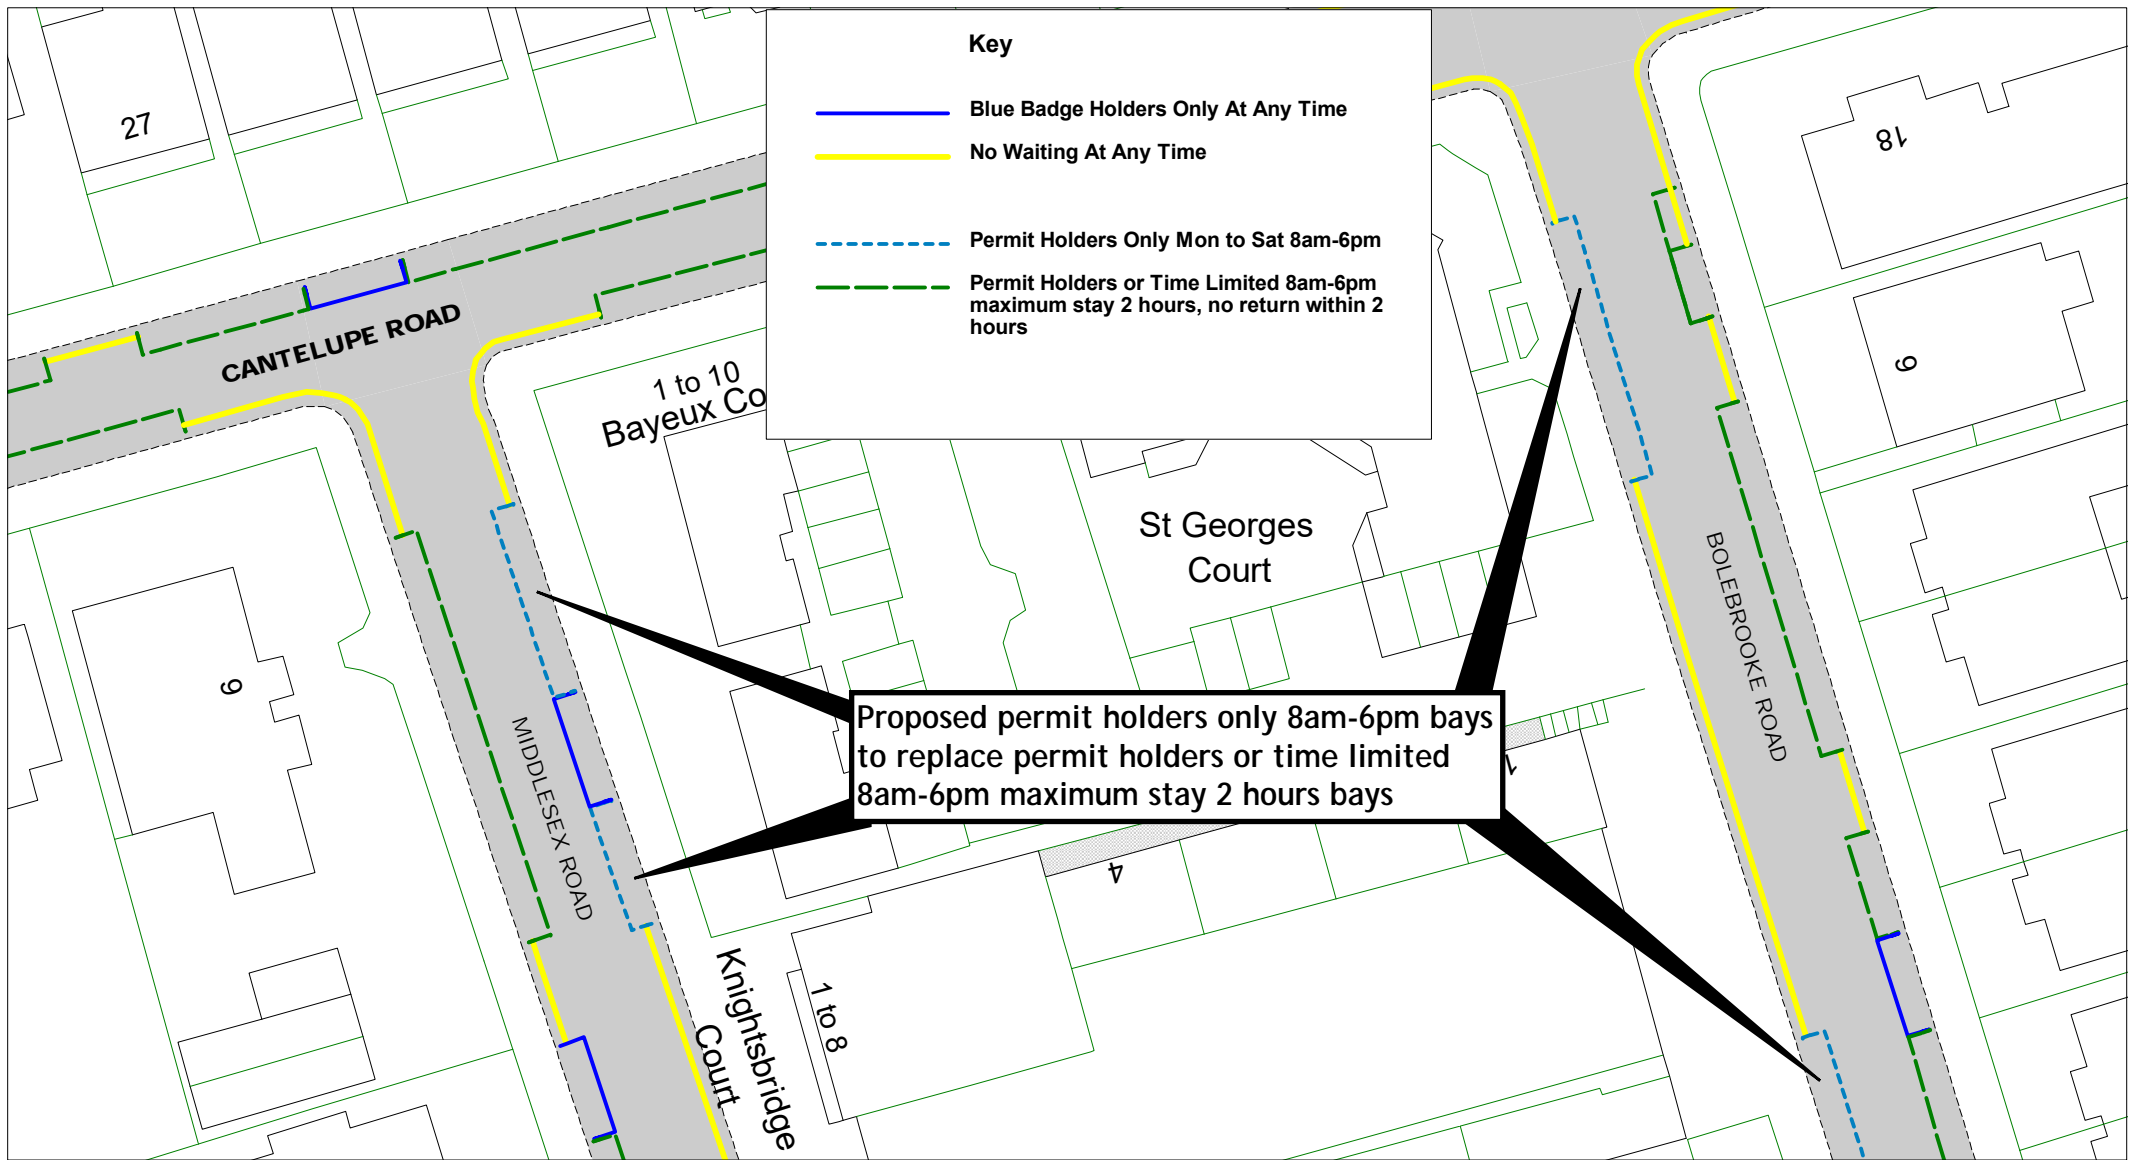 Key
Blue Badge Holders Only At Any Time
No Waiting At Any Time
Permit Holders Only Mon to Sat 8am-6pm
Permit Holders or Time Limited 8am-6pm
maximum stay 2 hours, no return within 2
hours
27
18
CANTELUPE ROAD
1 to 10
Bayeux Co
9
St Georges
Court
BOLEBROOKE ROAD
9
MIDDLESEX ROAD
Proposed permit holders only 8am-6pm bays
to replace permit holders or time limited
8am-6pm maximum stay 2 hours bays
4
Knightsbridge
Court
1 to 8